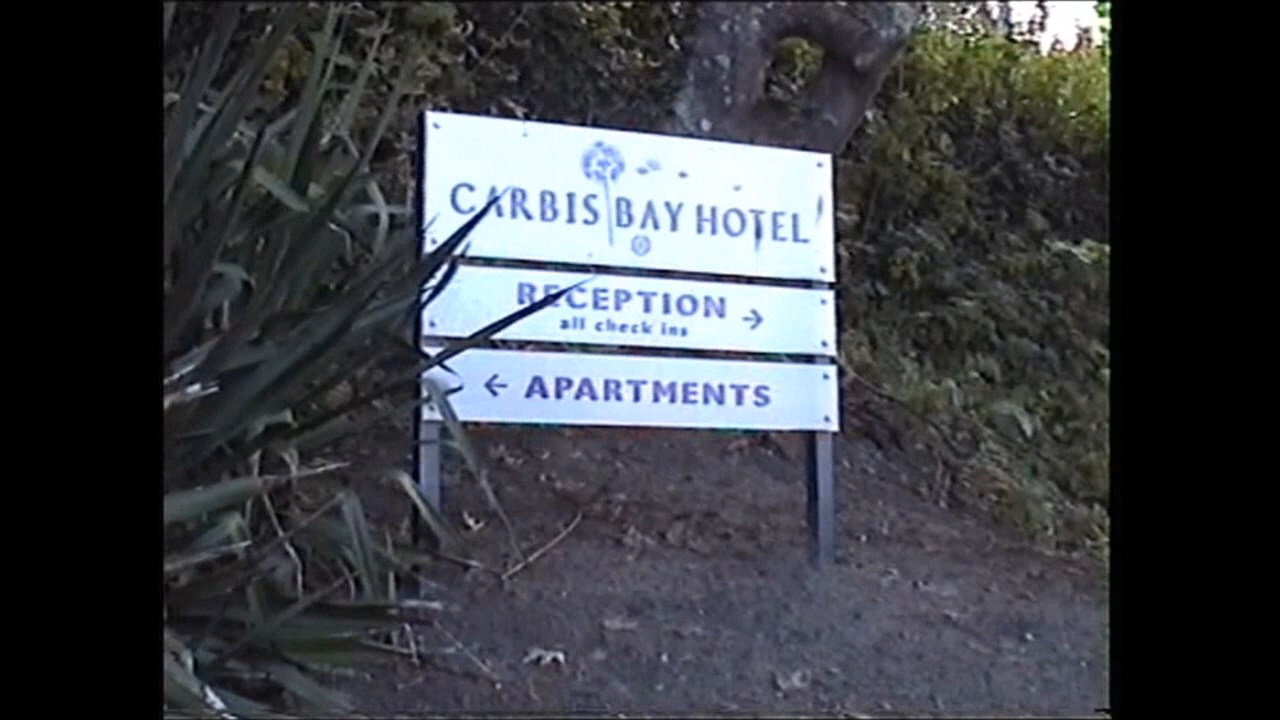 CARBIS BAY HOTEL
RECEPTION →
all check ins
← APARTMENTS